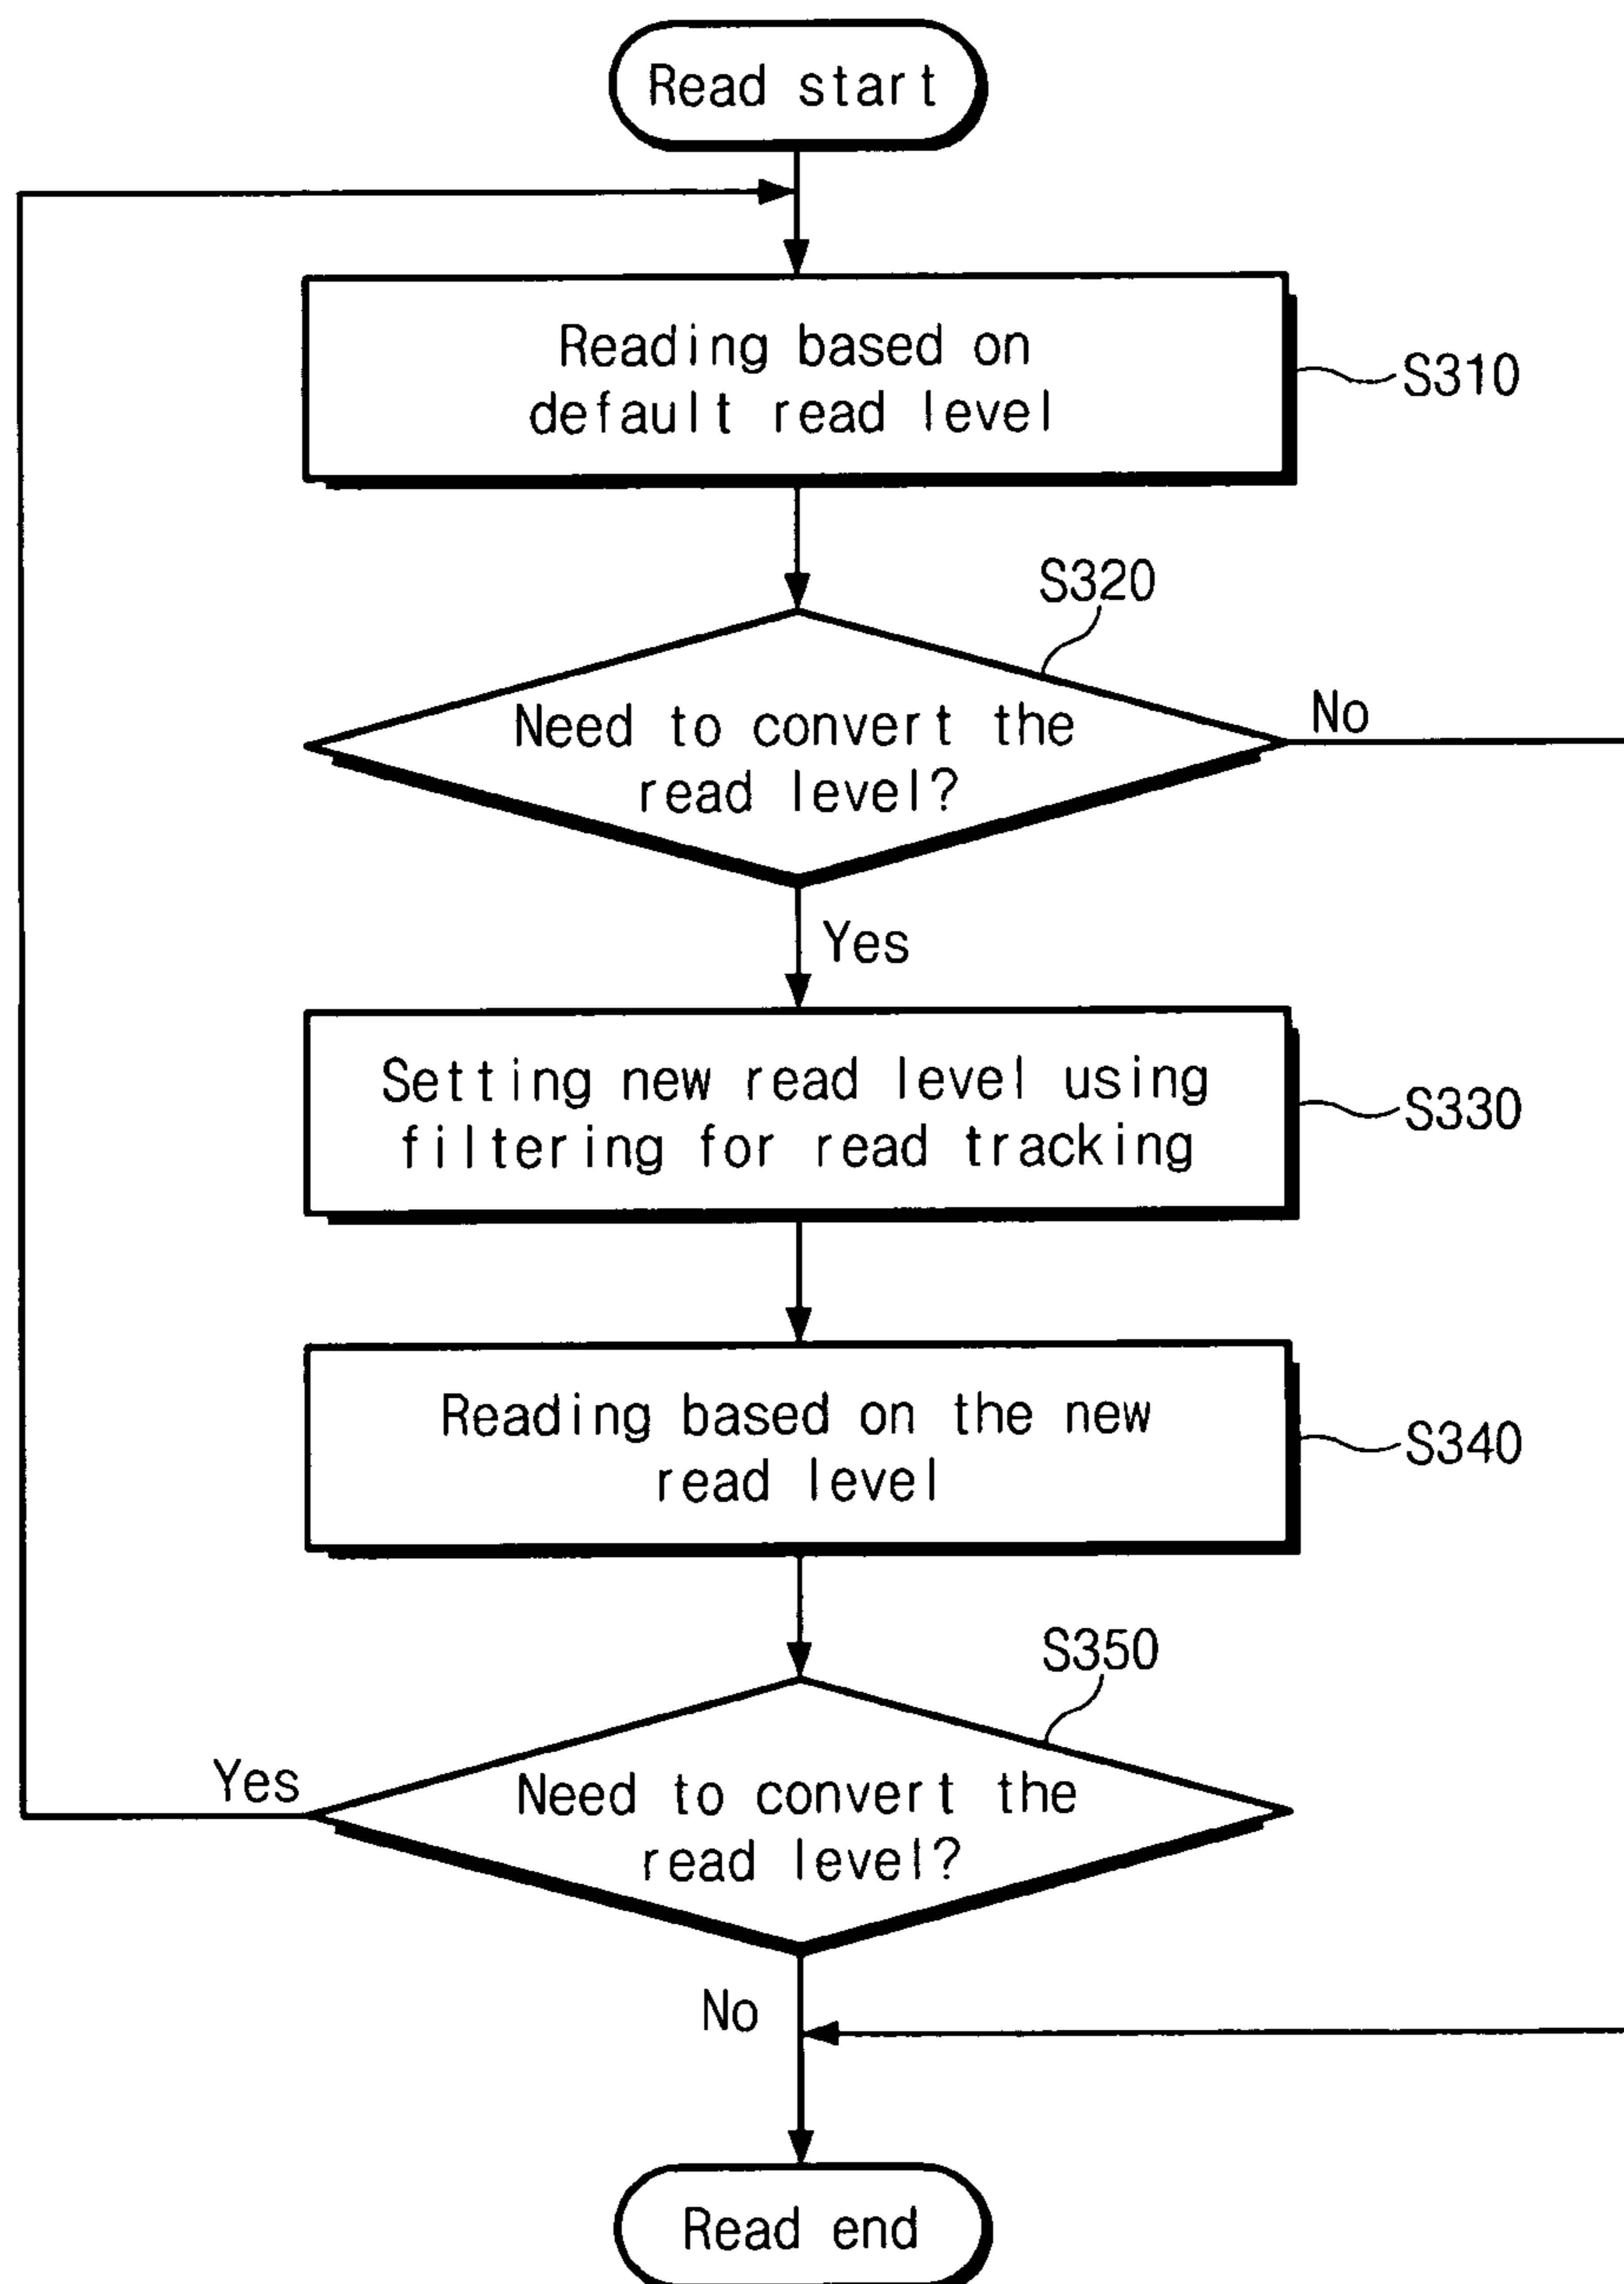 Read start
Reading based on
default read level
S310
S320
Need to convert the
read level?
No
Yes
Setting new read level using
filtering for read tracking
S330
Reading based on the new
read level
S340
S350
Yes
Need to convert the
read level?
No
Read end